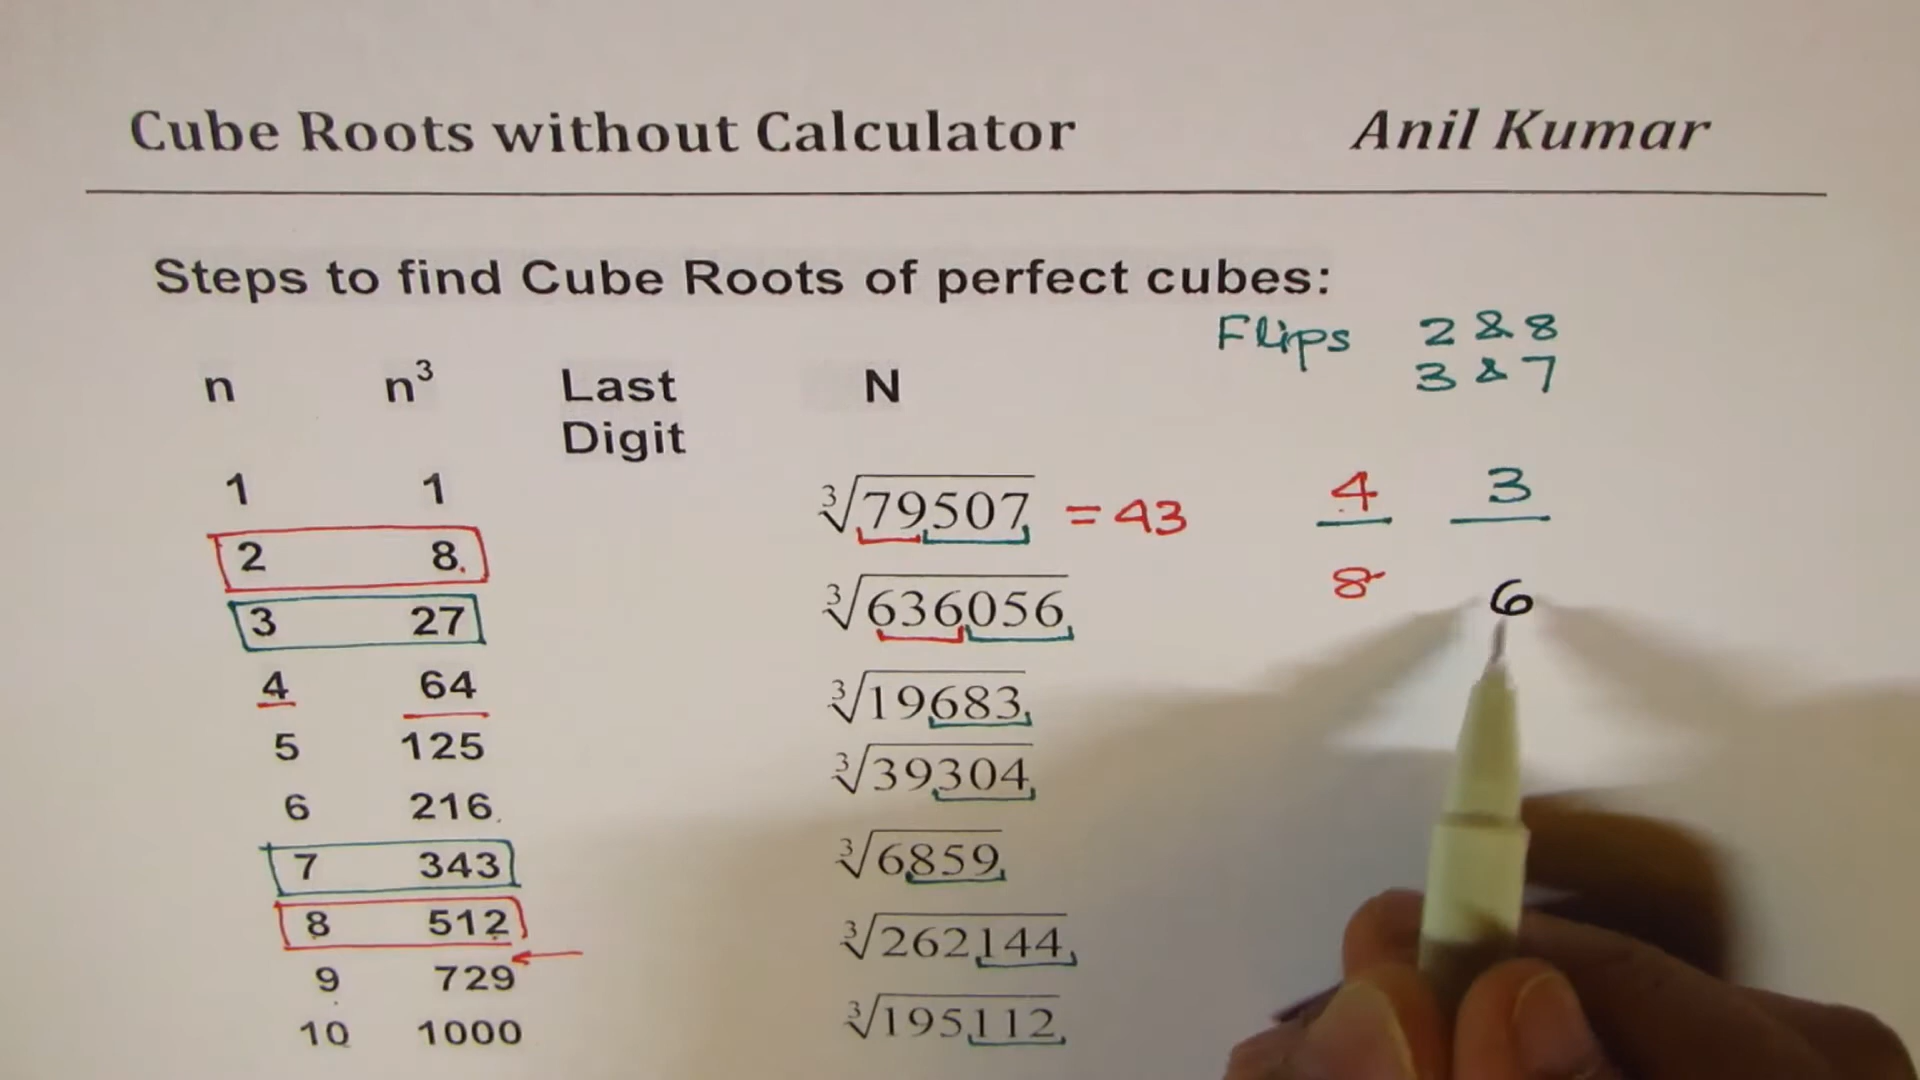 Cube Roots without Calculator Anil Kumar
Steps to find Cube Roots of perfect cubes:
Flips 2 & 8
3 & 7
n n³ Last Digit N
1 1 ∛79507 = 43 4 3
2 8 ∛636056 8 6
3 27
4 64 ∛19683
5 125 ∛39304
6 216
7 343 ∛6859
8 512 ∛262144
9 729
10 1000 ∛195112